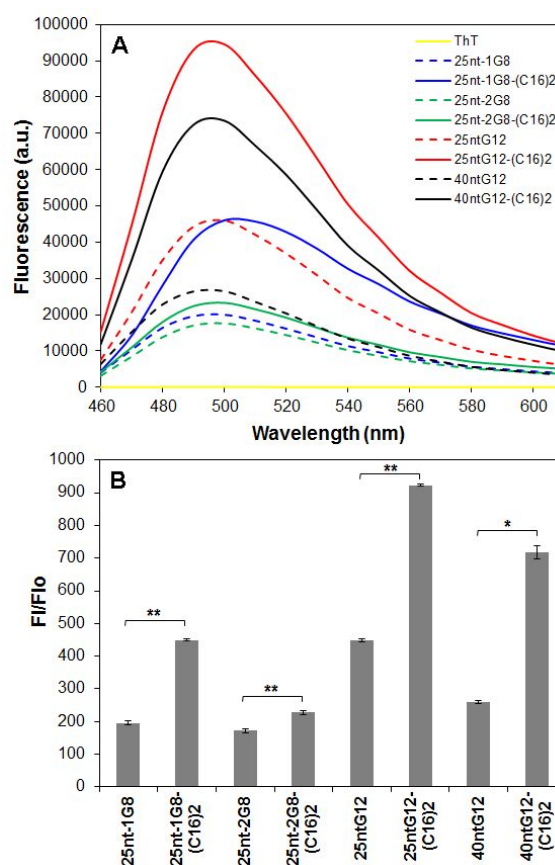 A
100000
90000
80000
70000
60000
50000
40000
30000
20000
10000
0
Fluorescence (a.u.)
460 480 500 520 540 560 580 600
Wavelength (nm)
ThT
25nt-1G8
25nt-1G8-(C16)2
25nt-2G8
25nt-2G8-(C16)2
25ntG12
25ntG12-(C16)2
40ntG12
40ntG12-(C16)2
B
1000
900
800
700
600
500
400
300
200
100
0
FI/FIo
** ** ** *
25nt-1G8
25nt-1G8-
(C16)2
25nt-2G8
25nt-2G8-
(C16)2
25ntG12
25ntG12-
(C16)2
40ntG12
40ntG12-
(C16)2